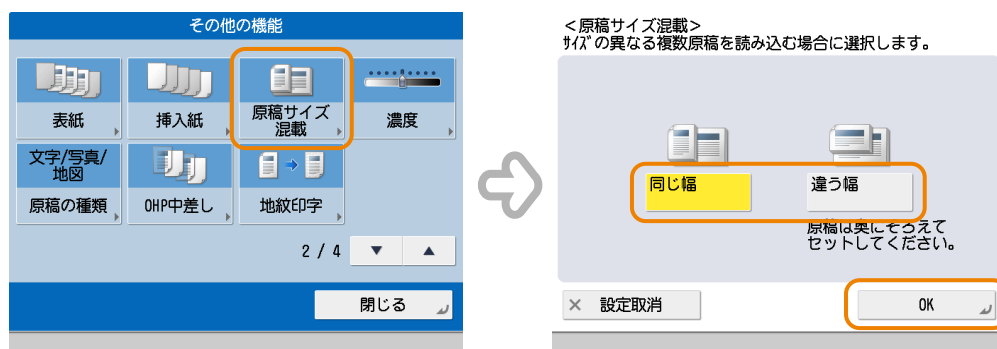 その他の機能
表紙
挿入紙
原稿サイズ
混載
濃度
文字/写真/
地図
原稿の種類
OHP中差し
地紋印字
2 / 4
▼
▲
閉じる
<原稿サイズ混載>
ｻｲｽﾞの異なる複数原稿を読み込む場合に選択します。
同じ幅
違う幅
原稿は奥にそろえて
セットしてください。
× 設定取消
OK